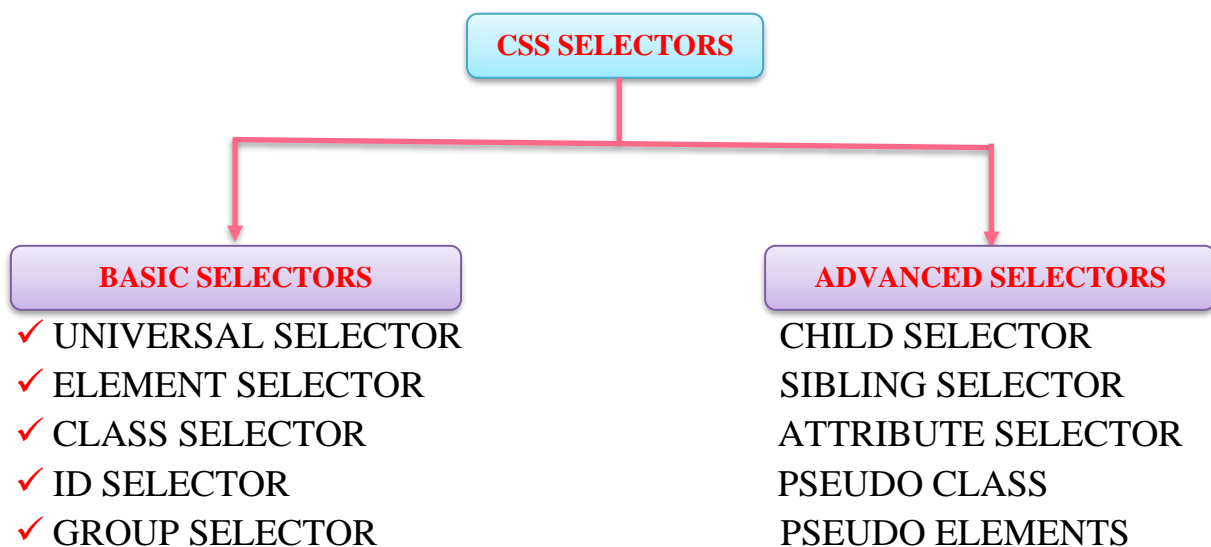 CSS SELECTORS
BASIC SELECTORS
✓ UNIVERSAL SELECTOR
✓ ELEMENT SELECTOR
✓ CLASS SELECTOR
✓ ID SELECTOR
✓ GROUP SELECTOR
ADVANCED SELECTORS
CHILD SELECTOR
SIBLING SELECTOR
ATTRIBUTE SELECTOR
PSEUDO CLASS
PSEUDO ELEMENTS